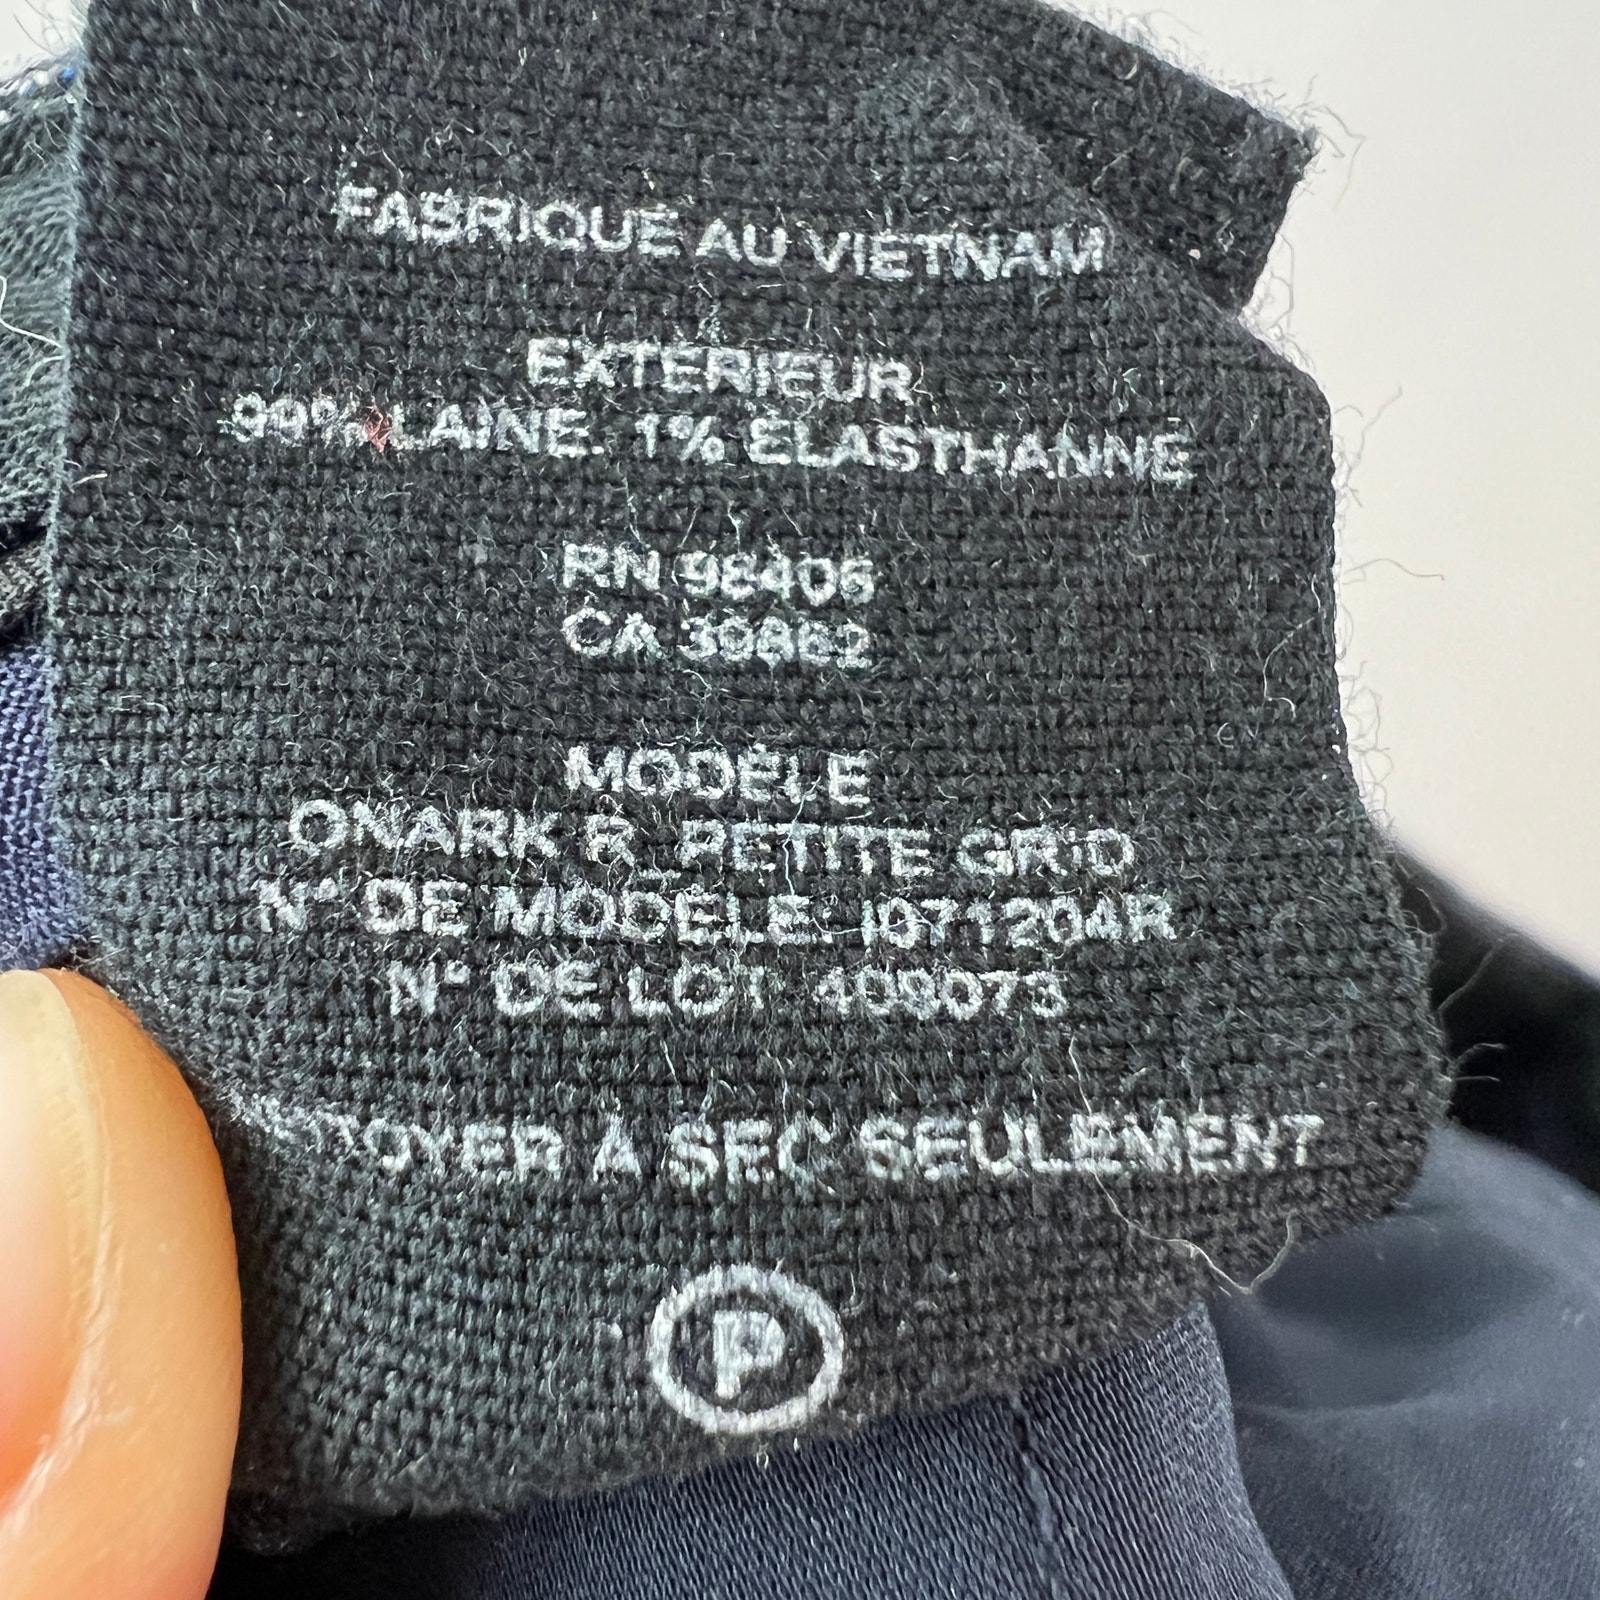 FABRIQUÉ AU VIETNAM
EXTÉRIEUR
99% LAINE. 1% ÉLASTHANNE
RN 98406
CA 39862
MODÈLE
ONARK R_PETITE GRID
N° DE MODÈLE: I071204R
N° DE LOT 409073
TOYER À SEC SEULEMENT
P